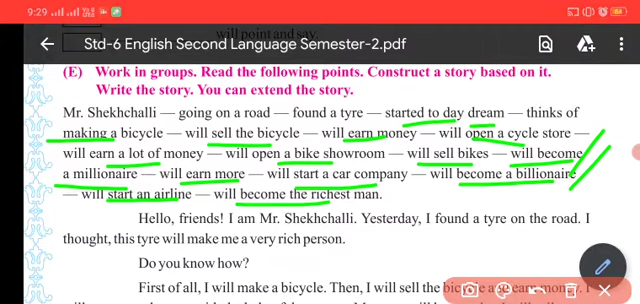 9:29
will point and say.
Std-6 English Second Language Semester-2.pdf
(E) Work in groups. Read the following points. Construct a story based on it.
Write the story. You can extend the story.
Mr. Shekhchalli — going on a road — found a tyre — started to day dream — thinks of
making a bicycle — will sell the bicycle — will earn money — will open a cycle store —
will earn a lot of money — will open a bike showroom — will sell bikes — will become
a millionaire — will earn more — will start a car company — will become a billionaire
— will start an airline — will become the richest man.
Hello, friends! I am Mr. Shekhchalli. Yesterday, I found a tyre on the road. I
thought, this tyre will make me a very rich person.
Do you know how?
First of all, I will make a bicycle. Then, I will sell the